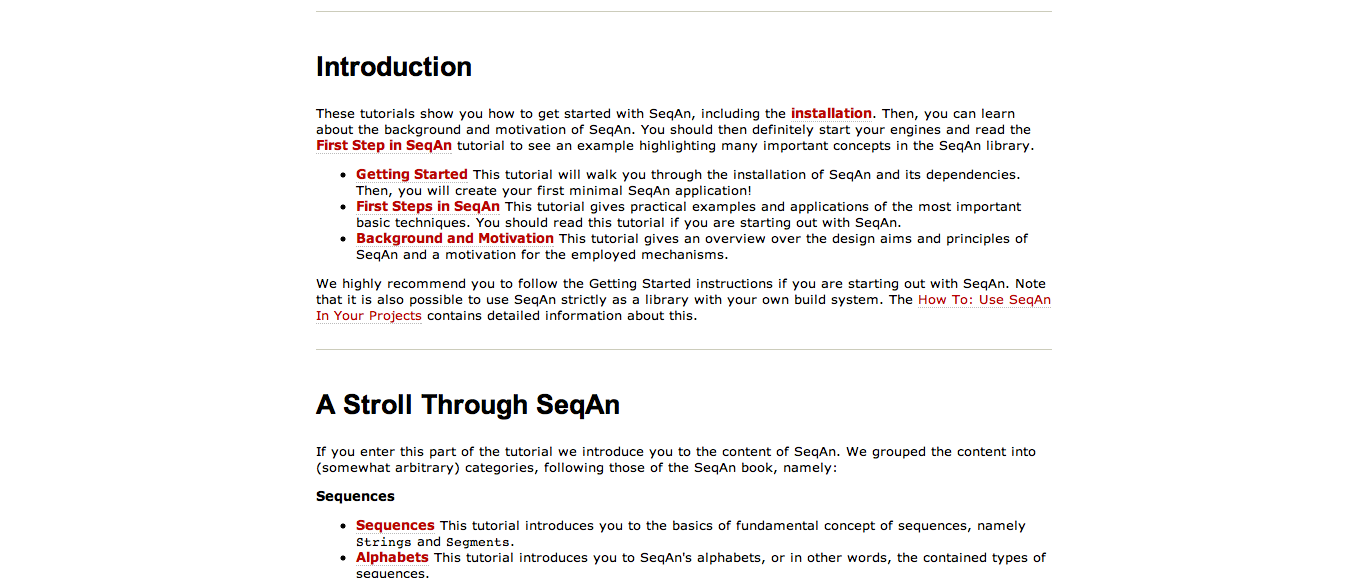 Introduction
These tutorials show you how to get started with SeqAn, including the installation. Then, you can learn
about the background and motivation of SeqAn. You should then definitely start your engines and read the
First Step in SeqAn tutorial to see an example highlighting many important concepts in the SeqAn library.
Getting Started This tutorial will walk you through the installation of SeqAn and its dependencies.
Then, you will create your first minimal SeqAn application!
First Steps in SeqAn This tutorial gives practical examples and applications of the most important
basic techniques. You should read this tutorial if you are starting out with SeqAn.
Background and Motivation This tutorial gives an overview over the design aims and principles of
SeqAn and a motivation for the employed mechanisms.
We highly recommend you to follow the Getting Started instructions if you are starting out with SeqAn. Note
that it is also possible to use SeqAn strictly as a library with your own build system. The How To: Use SeqAn
In Your Projects contains detailed information about this.
A Stroll Through SeqAn
If you enter this part of the tutorial we introduce you to the content of SeqAn. We grouped the content into
(somewhat arbitrary) categories, following those of the SeqAn book, namely:
Sequences
Sequences This tutorial introduces you to the basics of fundamental concept of sequences, namely
Strings and Segments.
Alphabets This tutorial introduces you to SeqAn's alphabets, or in other words, the contained types of
sequences.